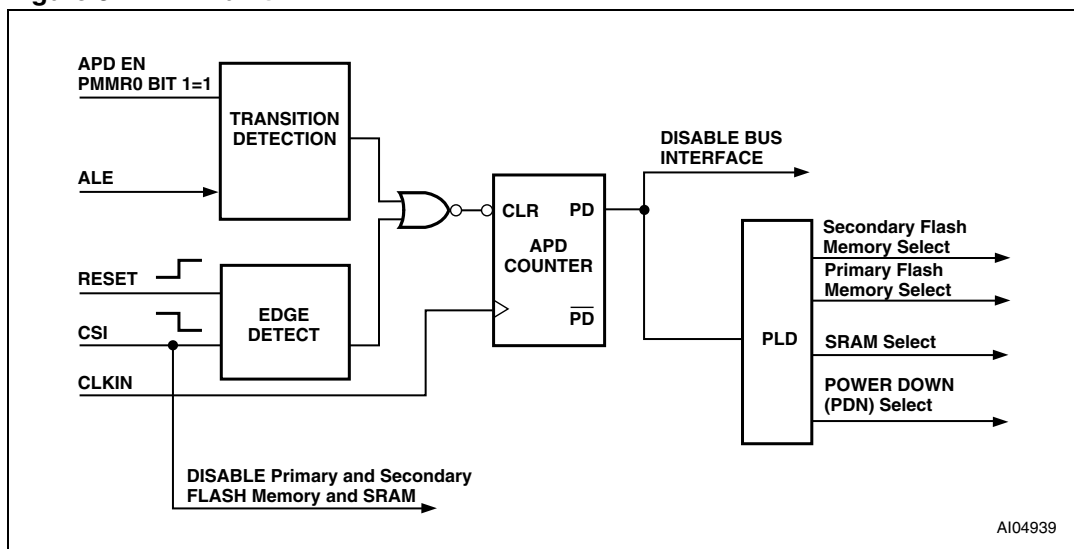 APD EN
PMMR0 BIT 1=1
TRANSITION
DETECTION
ALE
RESET
EDGE
DETECT
CSI
CLKIN
CLR
PD
APD
COUNTER
PD
DISABLE BUS
INTERFACE
PLD
Secondary Flash
Memory Select
Primary Flash
Memory Select
SRAM Select
POWER DOWN
(PDN) Select
DISABLE Primary and Secondary
FLASH Memory and SRAM
AI04939